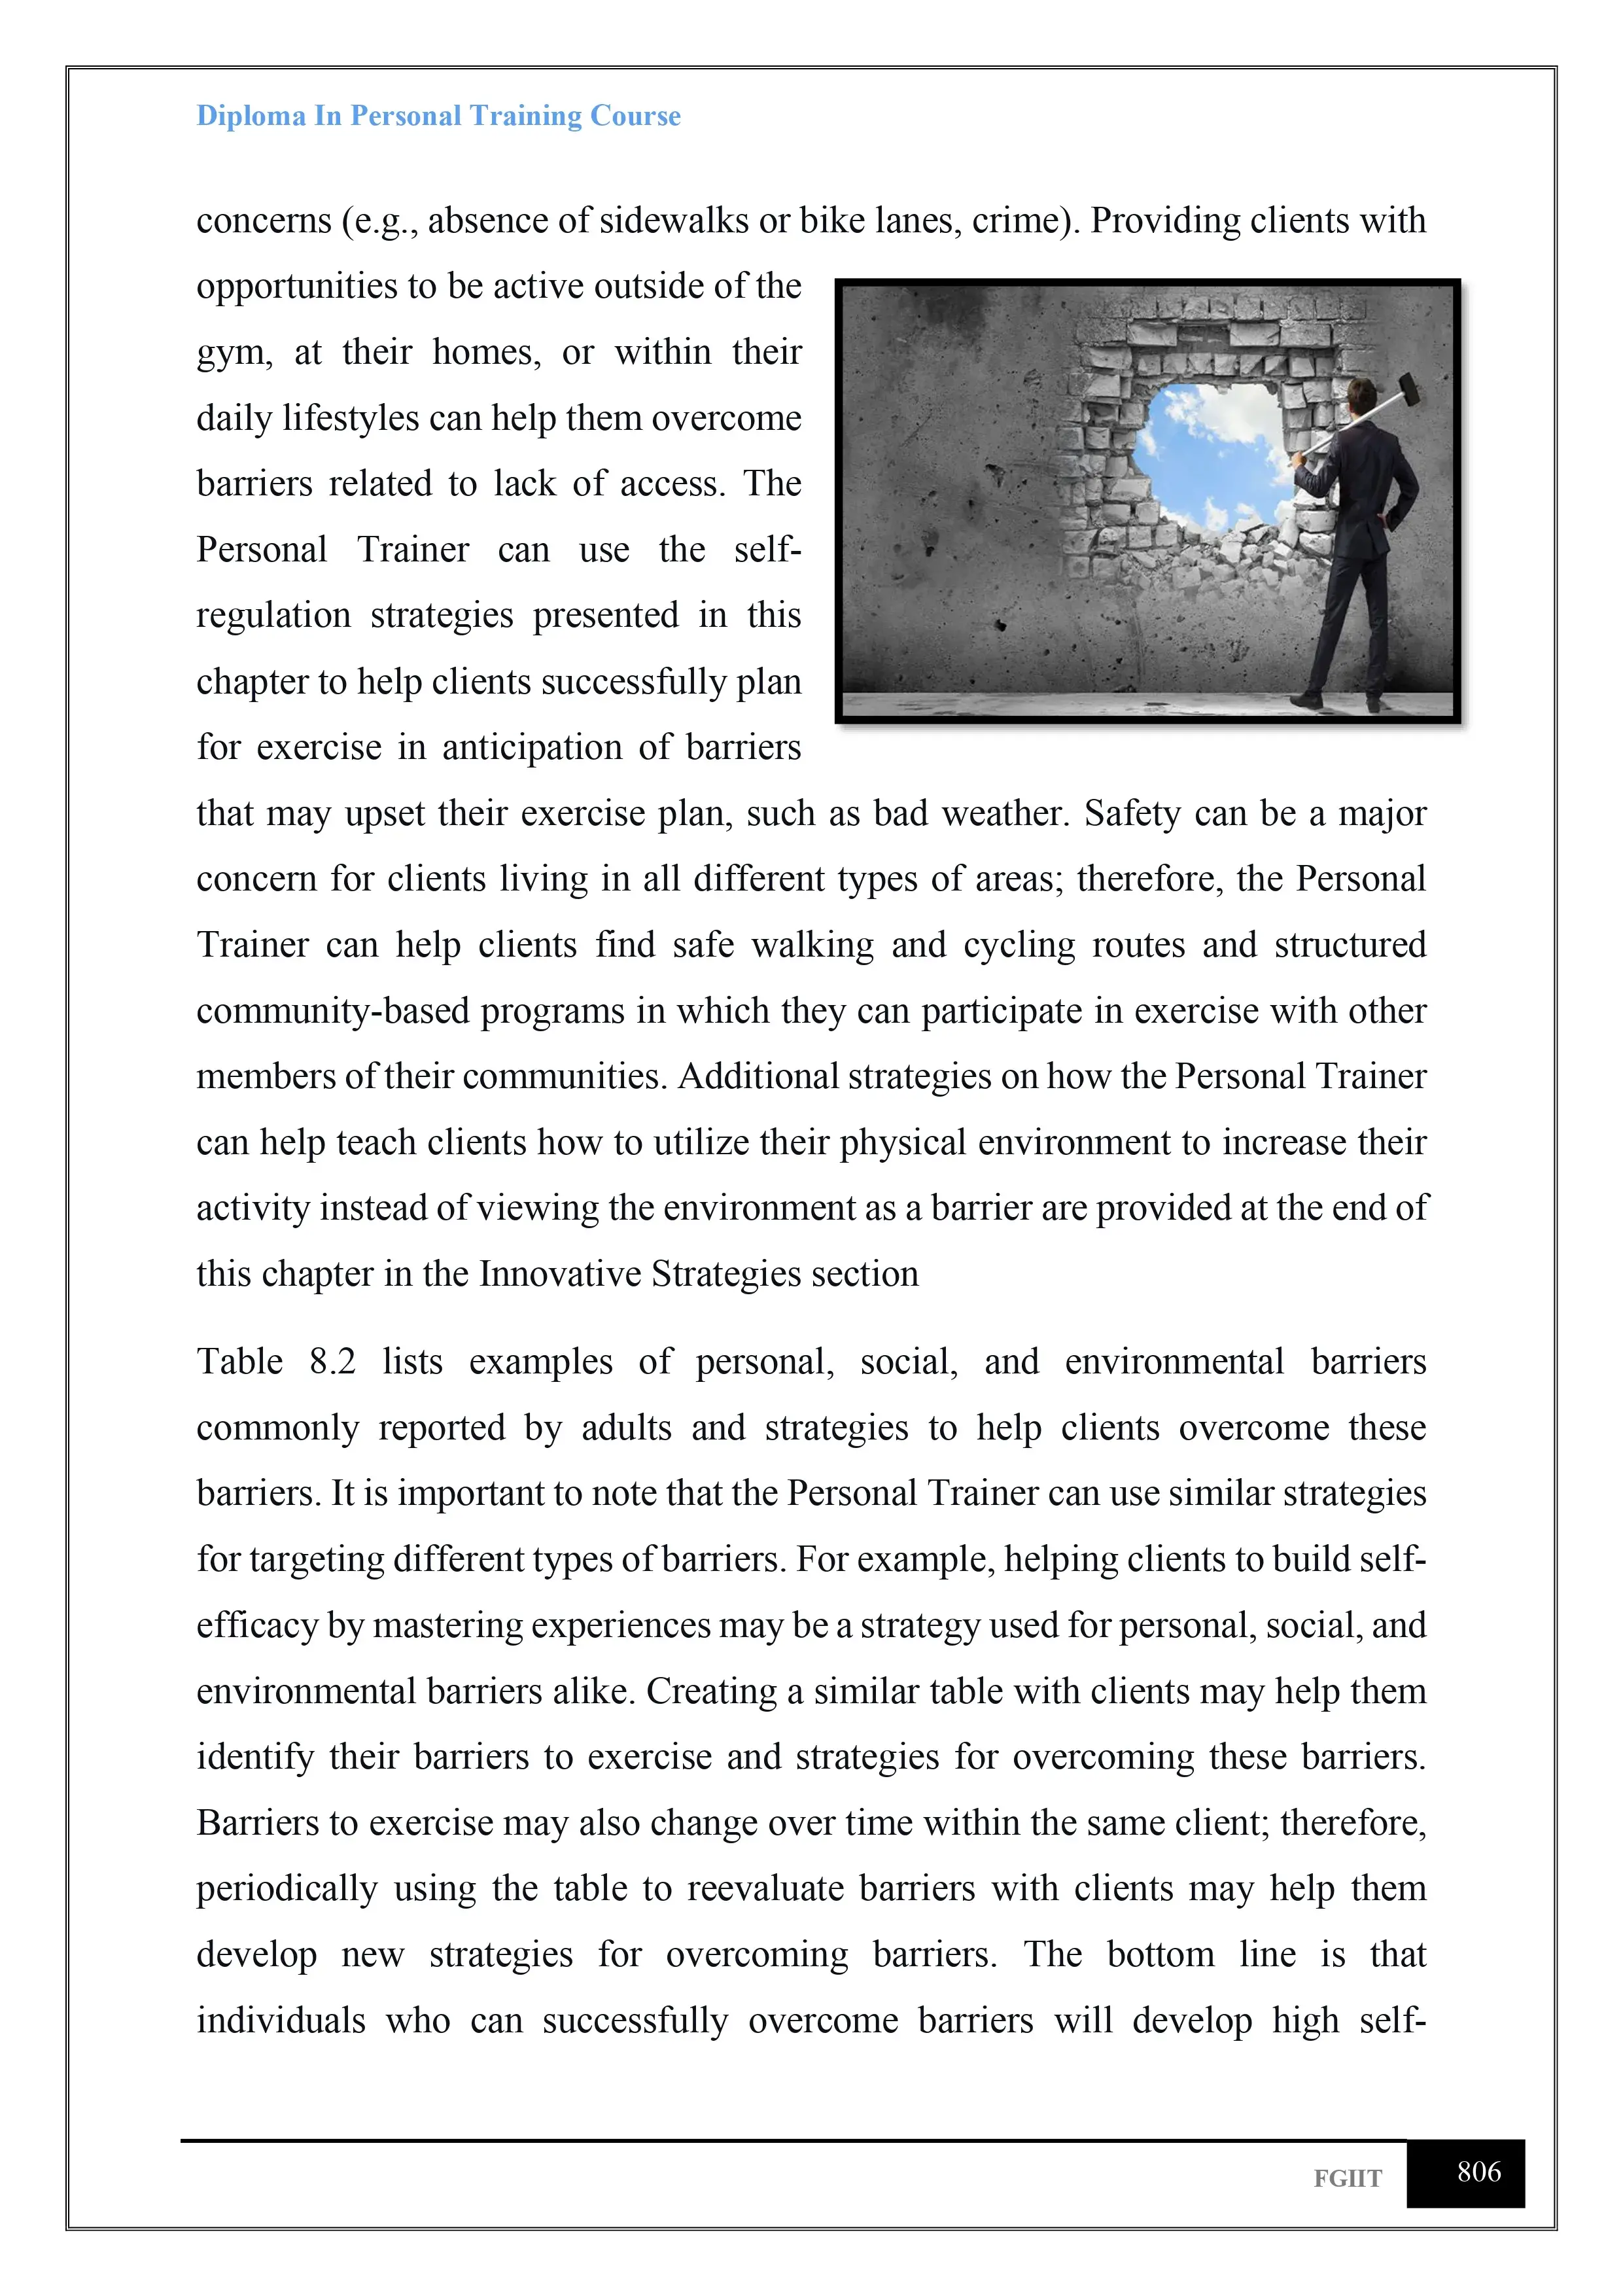 Diploma In Personal Training Course
concerns (e.g., absence of sidewalks or bike lanes, crime). Providing clients with
opportunities to be active outside of the
gym, at their homes, or within their
daily lifestyles can help them overcome
barriers related to lack of access. The
Personal Trainer can use the self-
regulation strategies presented in this
chapter to help clients successfully plan
for exercise in anticipation of barriers
that may upset their exercise plan, such as bad weather. Safety can be a major
concern for clients living in all different types of areas; therefore, the Personal
Trainer can help clients find safe walking and cycling routes and structured
community-based programs in which they can participate in exercise with other
members of their communities. Additional strategies on how the Personal Trainer
can help teach clients how to utilize their physical environment to increase their
activity instead of viewing the environment as a barrier are provided at the end of
this chapter in the Innovative Strategies section
Table 8.2 lists examples of personal, social, and environmental barriers
commonly reported by adults and strategies to help clients overcome these
barriers. It is important to note that the Personal Trainer can use similar strategies
for targeting different types of barriers. For example, helping clients to build self-
efficacy by mastering experiences may be a strategy used for personal, social, and
environmental barriers alike. Creating a similar table with clients may help them
identify their barriers to exercise and strategies for overcoming these barriers.
Barriers to exercise may also change over time within the same client; therefore,
periodically using the table to reevaluate barriers with clients may help them
develop new strategies for overcoming barriers. The bottom line is that
individuals who can successfully overcome barriers will develop high self-
FGIIT 806